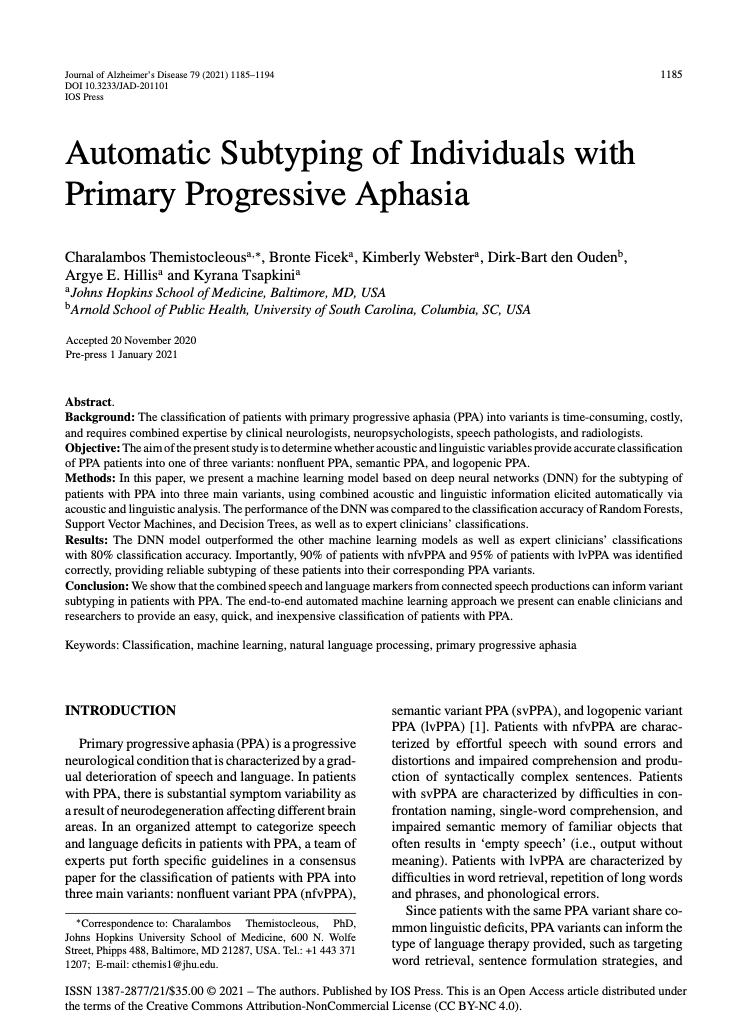 Journal of Alzheimer's Disease 79 (2021) 1185–1194
DOI 10.3233/JAD-201101
IOS Press
1185
Automatic Subtyping of Individuals with
Primary Progressive Aphasia
Charalambos Themistocleousa,*, Bronte Ficeka, Kimberly Webstera, Dirk-Bart den Oudenb,
Argye E. Hillisa and Kyrana Tsapkinia
aJohns Hopkins School of Medicine, Baltimore, MD, USA
bArnold School of Public Health, University of South Carolina, Columbia, SC, USA
Accepted 20 November 2020
Pre-press 1 January 2021
Abstract.
Background: The classification of patients with primary progressive aphasia (PPA) into variants is time-consuming, costly,
and requires combined expertise by clinical neurologists, neuropsychologists, speech pathologists, and radiologists.
Objective: The aim of the present study is to determine whether acoustic and linguistic variables provide accurate classification
of PPA patients into one of three variants: nonfluent PPA, semantic PPA, and logopenic PPA.
Methods: In this paper, we present a machine learning model based on deep neural networks (DNN) for the subtyping of
patients with PPA into three main variants, using combined acoustic and linguistic information elicited automatically via
acoustic and linguistic analysis. The performance of the DNN was compared to the classification accuracy of Random Forests,
Support Vector Machines, and Decision Trees, as well as to expert clinicians' classifications.
Results: The DNN model outperformed the other machine learning models as well as expert clinicians' classifications
with 80% classification accuracy. Importantly, 90% of patients with nfvPPA and 95% of patients with lvPPA was identified
correctly, providing reliable subtyping of these patients into their corresponding PPA variants.
Conclusion: We show that the combined speech and language markers from connected speech productions can inform variant
subtyping in patients with PPA. The end-to-end automated machine learning approach we present can enable clinicians and
researchers to provide an easy, quick, and inexpensive classification of patients with PPA.
Keywords: Classification, machine learning, natural language processing, primary progressive aphasia
INTRODUCTION
Primary progressive aphasia (PPA) is a progressive
neurological condition that is characterized by a grad-
ual deterioration of speech and language. In patients
with PPA, there is substantial symptom variability as
a result of neurodegeneration affecting different brain
areas. In an organized attempt to categorize speech
and language deficits in patients with PPA, a team of
experts put forth specific guidelines in a consensus
paper for the classification of patients with PPA into
three main variants: nonfluent variant PPA (nfvPPA),
*Correspondence to: Charalambos Themistocleous, PhD,
Johns Hopkins University School of Medicine, 600 N. Wolfe
Street, Phipps 488, Baltimore, MD 21287, USA. Tel.: +1 443 371
1207; E-mail: cthemis1@jhu.edu.
semantic variant PPA (svPPA), and logopenic variant
PPA (lvPPA) [1]. Patients with nfvPPA are charac-
terized by effortful speech with sound errors and
distortions and impaired comprehension and produ-
ction of syntactically complex sentences. Patients
with svPPA are characterized by difficulties in con-
frontation naming, single-word comprehension, and
impaired semantic memory of familiar objects that
often results in 'empty speech' (i.e., output without
meaning). Patients with lvPPA are characterized by
difficulties in word retrieval, repetition of long words
and phrases, and phonological errors.
Since patients with the same PPA variant share co-
mmon linguistic deficits, PPA variants can inform the
type of language therapy provided, such as targeting
word retrieval, sentence formulation strategies, and
ISSN 1387-2877/21/$35.00 © 2021 – The authors. Published by IOS Press. This is an Open Access article distributed under
the terms of the Creative Commons Attribution-NonCommercial License (CC BY-NC 4.0).